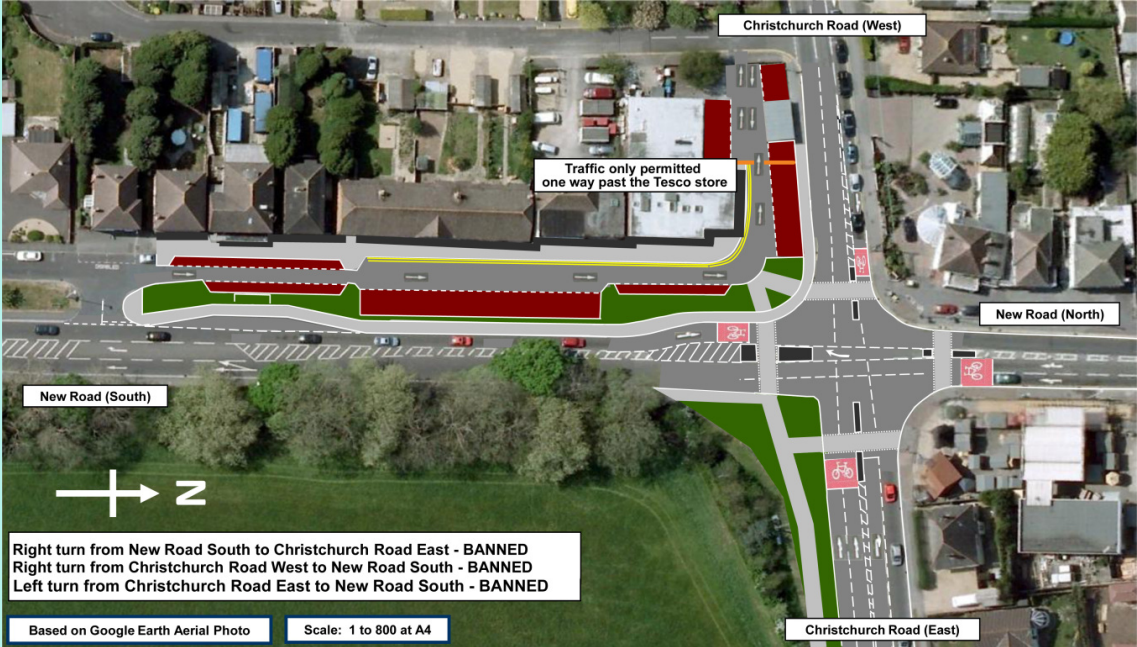 Christchurch Road (West)
Traffic only permitted
one way past the Tesco store
New Road (North)
New Road (South)
N
Right turn from New Road South to Christchurch Road East - BANNED
Right turn from Christchurch Road West to New Road South - BANNED
Left turn from Christchurch Road East to New Road South - BANNED
Based on Google Earth Aerial Photo
Scale: 1 to 800 at A4
Christchurch Road (East)